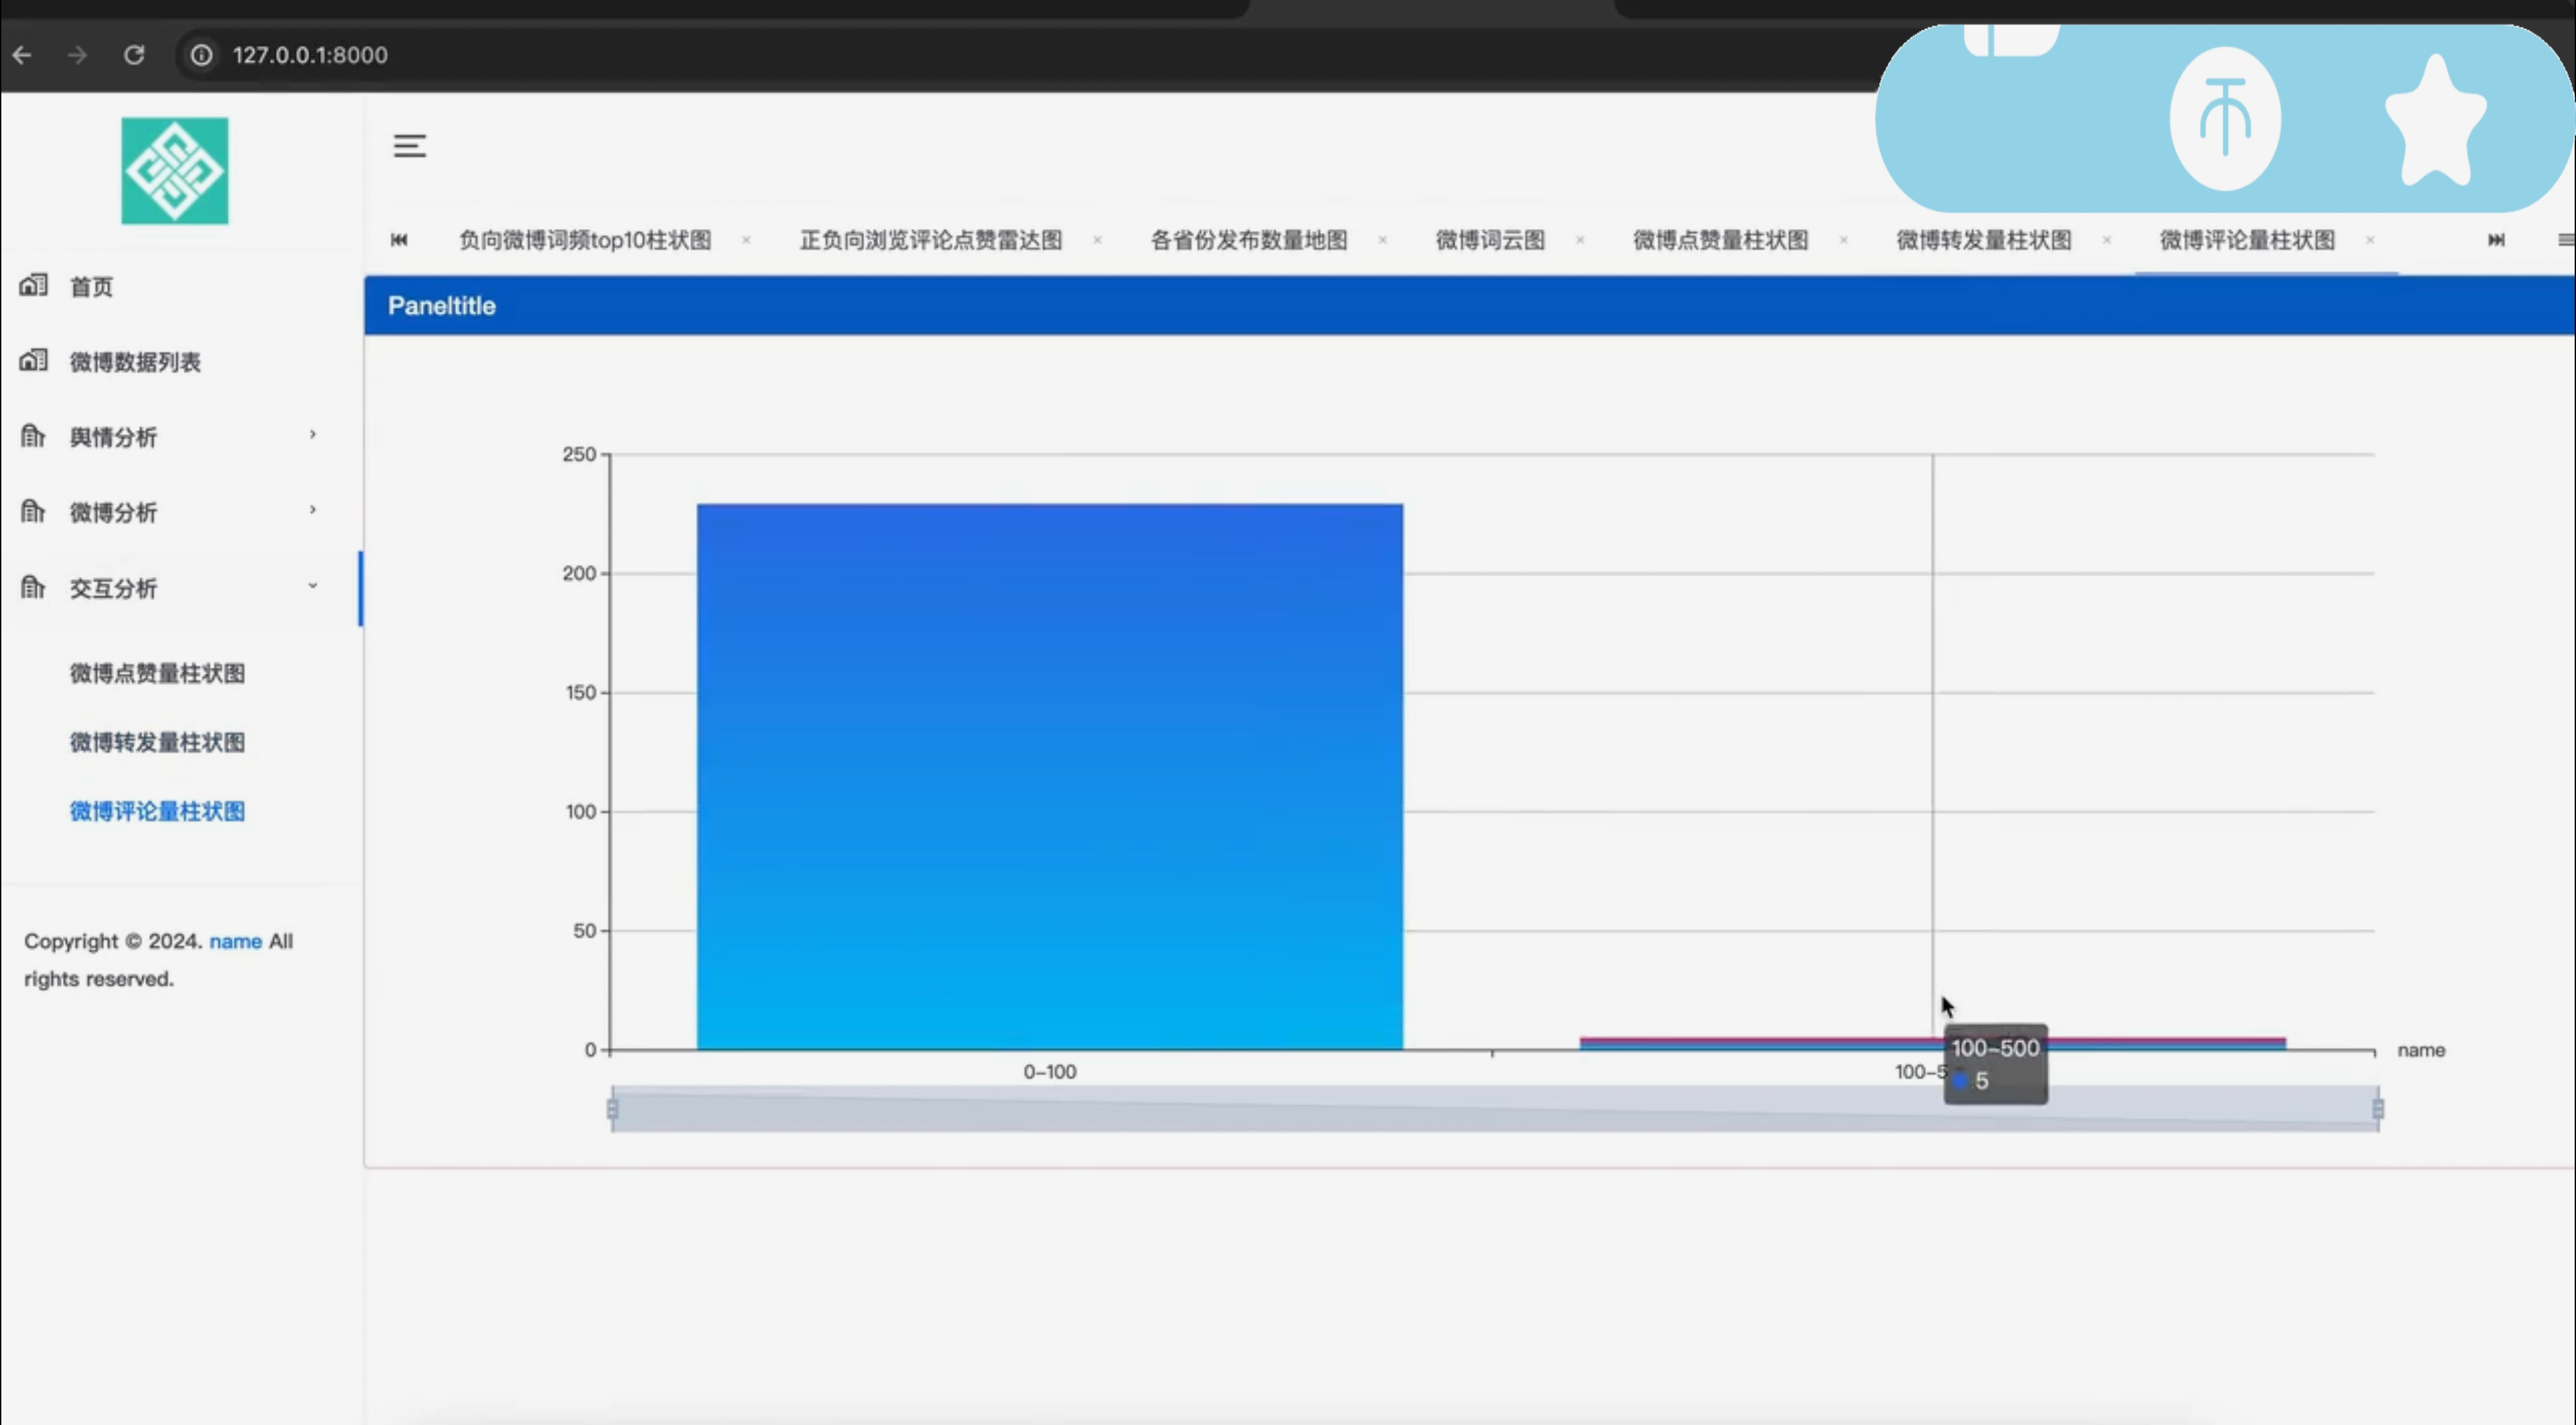 127.0.0.1:8000
负向微博词频top10柱状图 × 正负向浏览评论点赞雷达图 × 各省份发布数量地图 × 微博词云图 × 微博点赞量柱状图 × 微博转发量柱状图 × 微博评论量柱状图 ×
首页
微博数据列表
舆情分析
微博分析
交互分析
微博点赞量柱状图
微博转发量柱状图
微博评论量柱状图
Copyright © 2024. name All
rights reserved.
Paneltitle
250
200
150
100
50
0
0-100
100-5
name
100-500
5